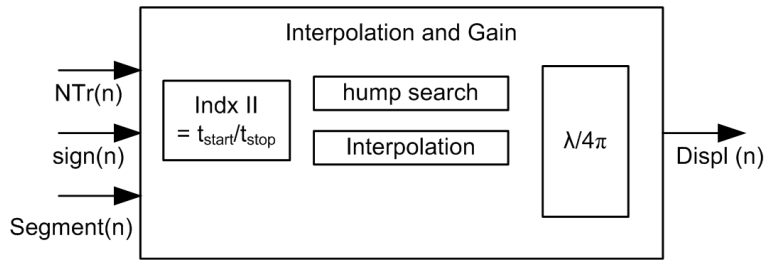 Interpolation and Gain
NTr(n)
sign(n)
Segment(n)
Indx II
= tstart/tstop
hump search
Interpolation
λ/4π
Displ (n)